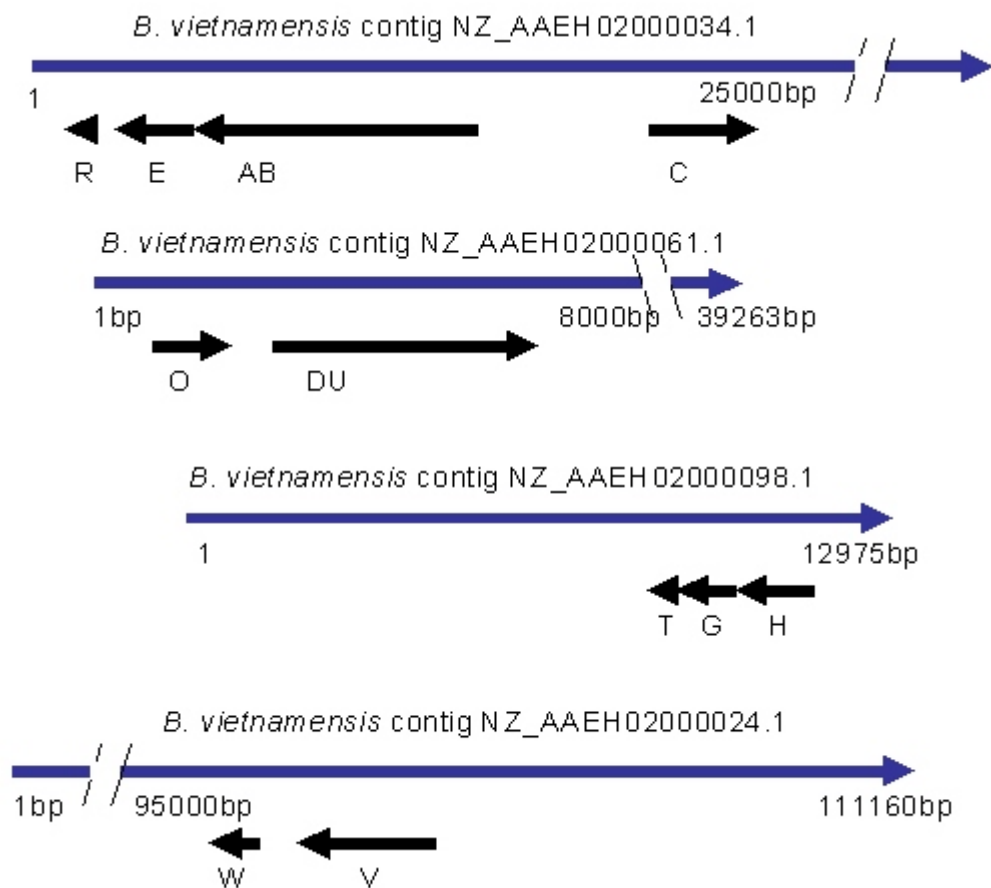 B. vietnamensis contig NZ_AAEH02000034.1
1 25000bp
R E AB C
B. vietnamensis contig NZ_AAEH02000061.1
1bp 8000bp 39263bp
O DU
B. vietnamensis contig NZ_AAEH02000098.1
1 12975bp
T G H
B. vietnamensis contig NZ_AAEH02000024.1
1bp 95000bp 111160bp
W V